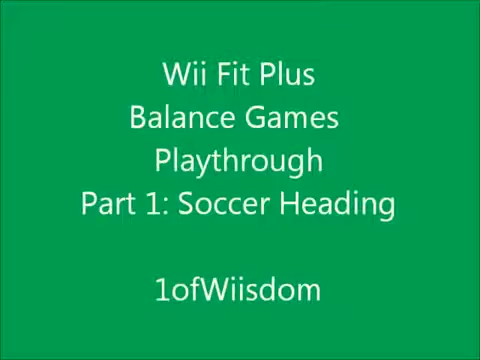 Wii Fit Plus
Balance Games
Playthrough
Part 1: Soccer Heading
1ofWiisdom